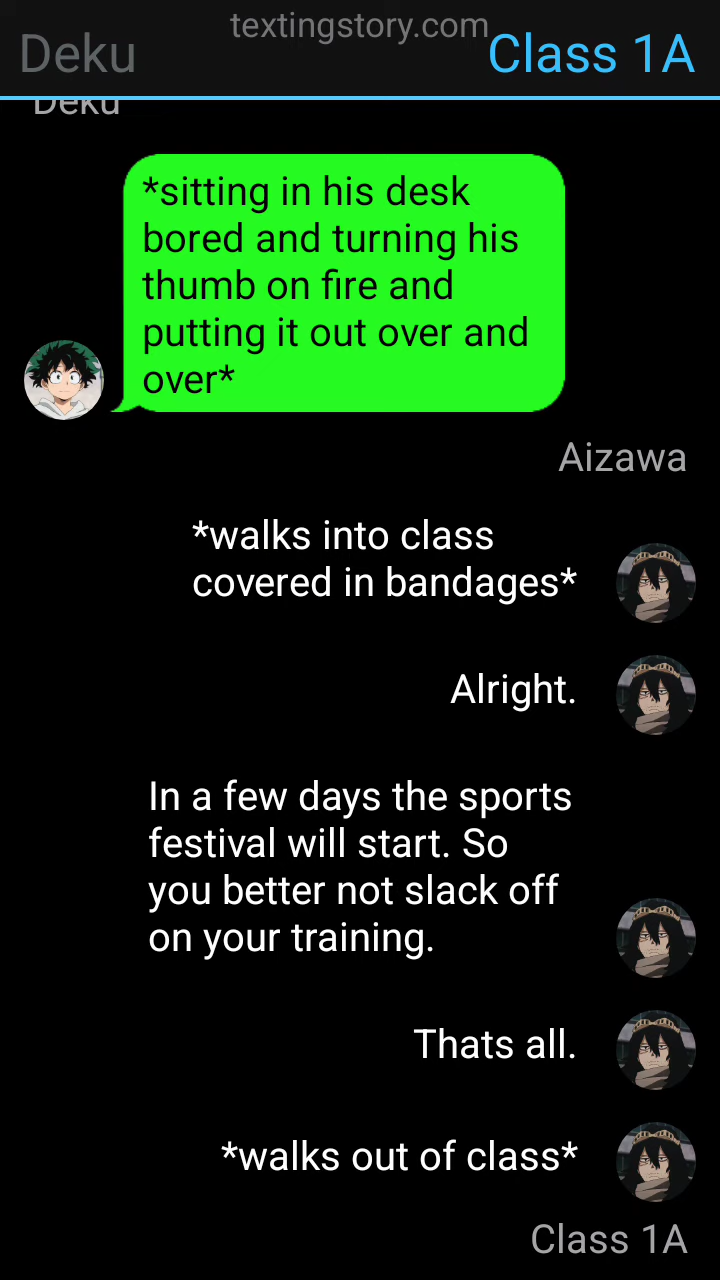 textingstory.com
Deku
Class 1A
Deku
*sitting in his desk
bored and turning his
thumb on fire and
putting it out over and
over*
Aizawa
*walks into class
covered in bandages*
Alright.
In a few days the sports
festival will start. So
you better not slack off
on your training.
Thats all.
*walks out of class*
Class 1A